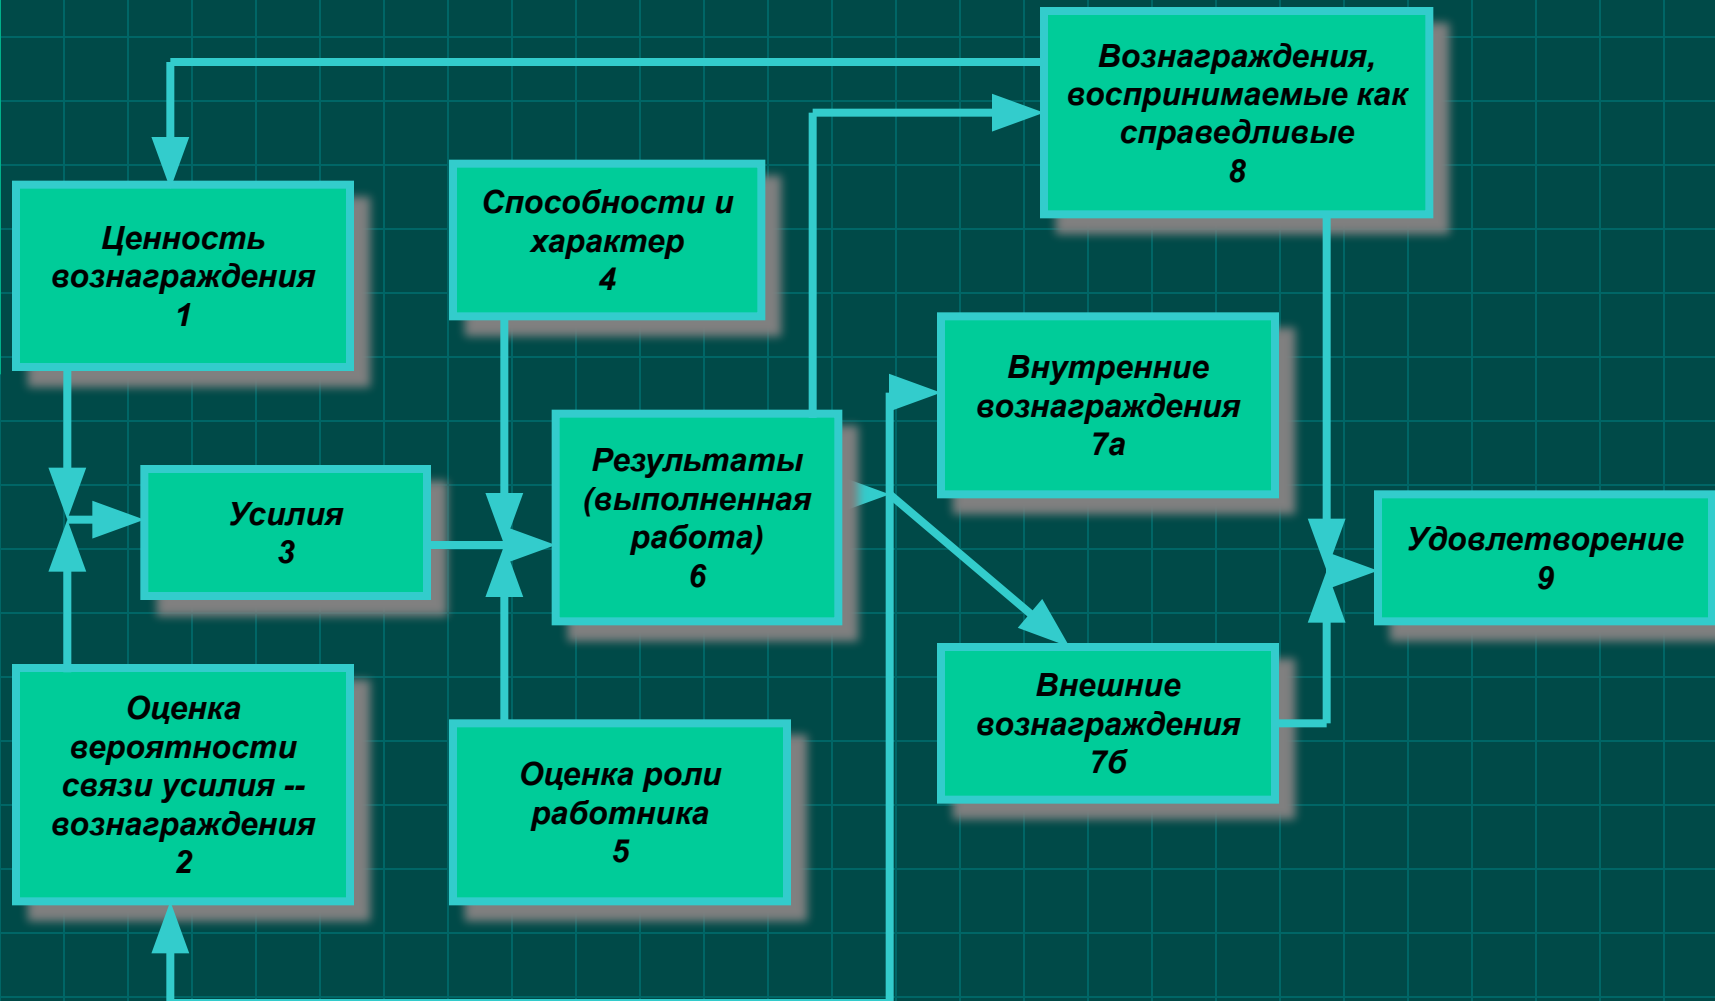 Вознаграждения,
воспринимаемые как
справедливые
8
Ценность
вознаграждения
1
Способности и
характер
4
Внутренние
вознаграждения
7а
Результаты
(выполненная
работа)
6
Усилия
3
Удовлетворение
9
Оценка
вероятности
связи усилия --
вознаграждения
2
Оценка роли
работника
5
Внешние
вознаграждения
7б